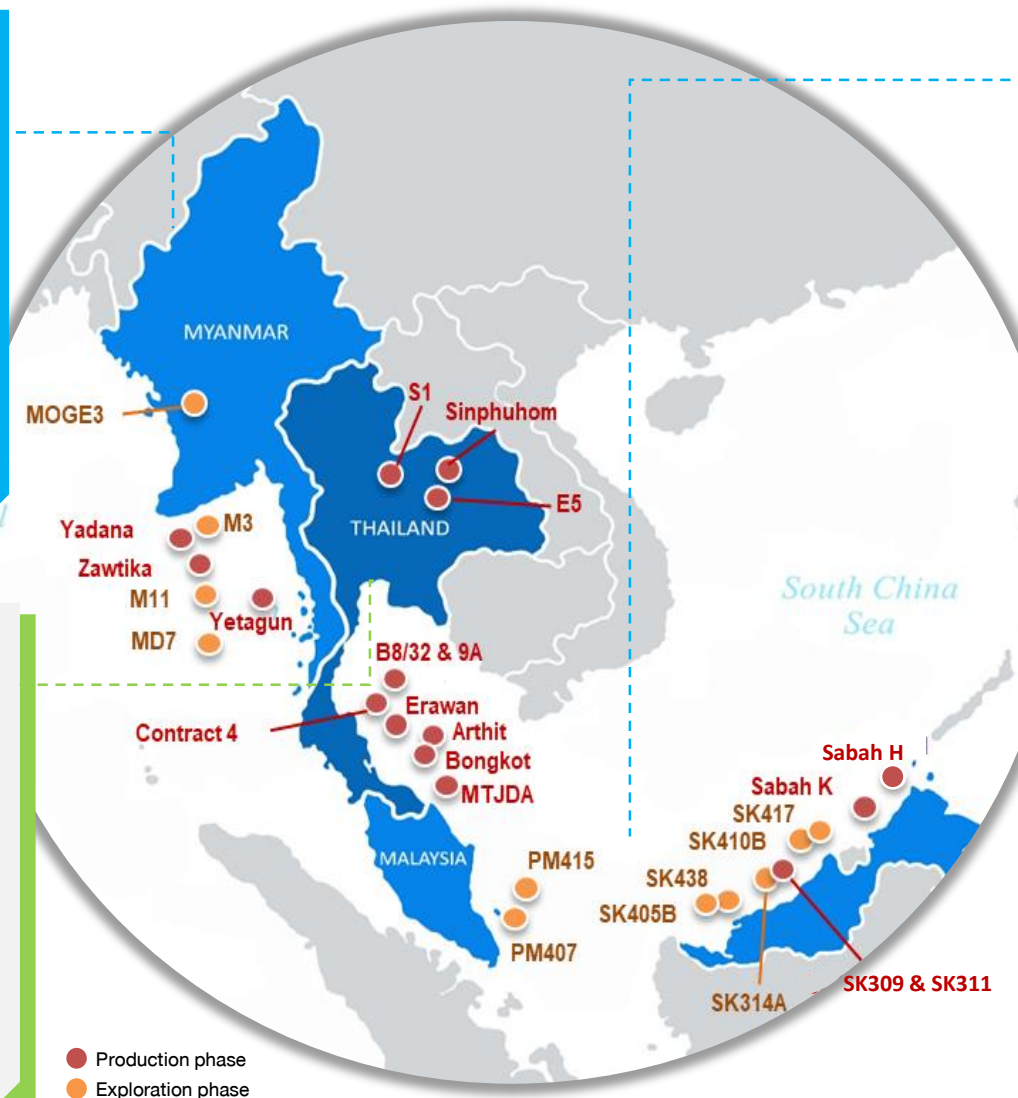 MYANMAR
MOGE3
S1
Sinphuhom
E5
THAILAND
M3
Yadana
Zawtika
M11
Yetagun
MD7
South China
Sea
B8/32 & 9A
Erawan
Contract 4
Arthit
Bongkot
MTJDA
Sabah H
Sabah K
SK417
SK410B
MALAYSIA
PM415
SK438
SK405B
PM407
SK314A
SK309 & SK311
Production phase
Exploration phase